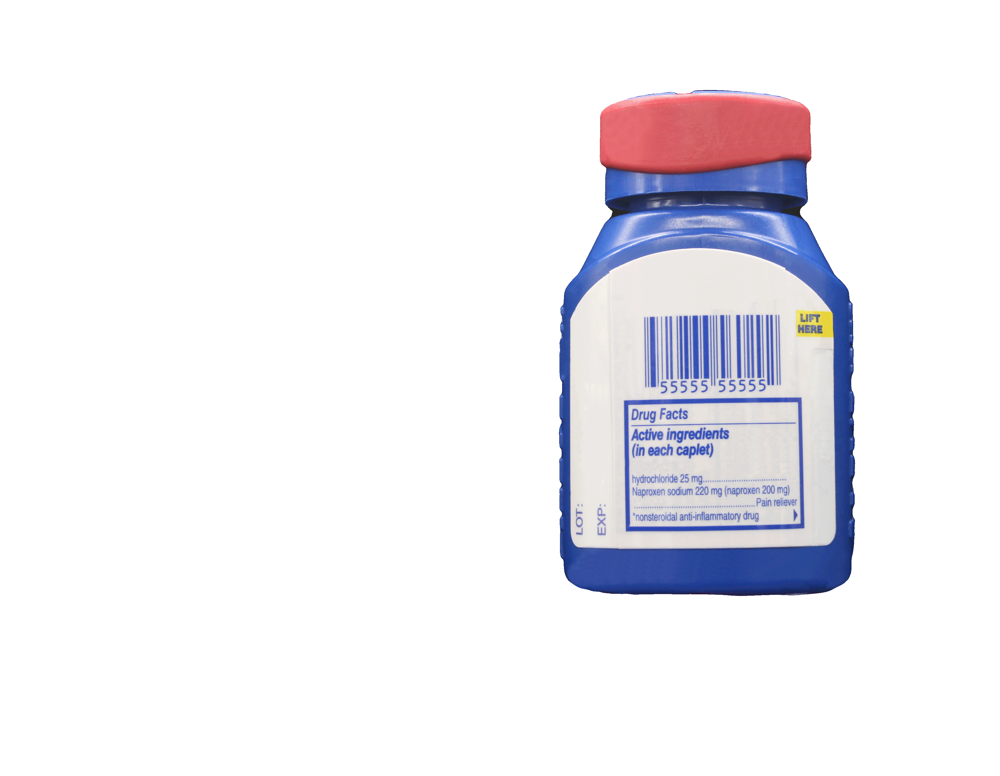 LIFT
HERE
55555 55555
Drug Facts
Active ingredients
(in each caplet)
hydrochloride 25 mg......................................
Naproxen sodium 220 mg (naproxen 200 mg)
......................................................Pain reliever
*nonsteroidal anti-inflammatory drug
LOT:
EXP: